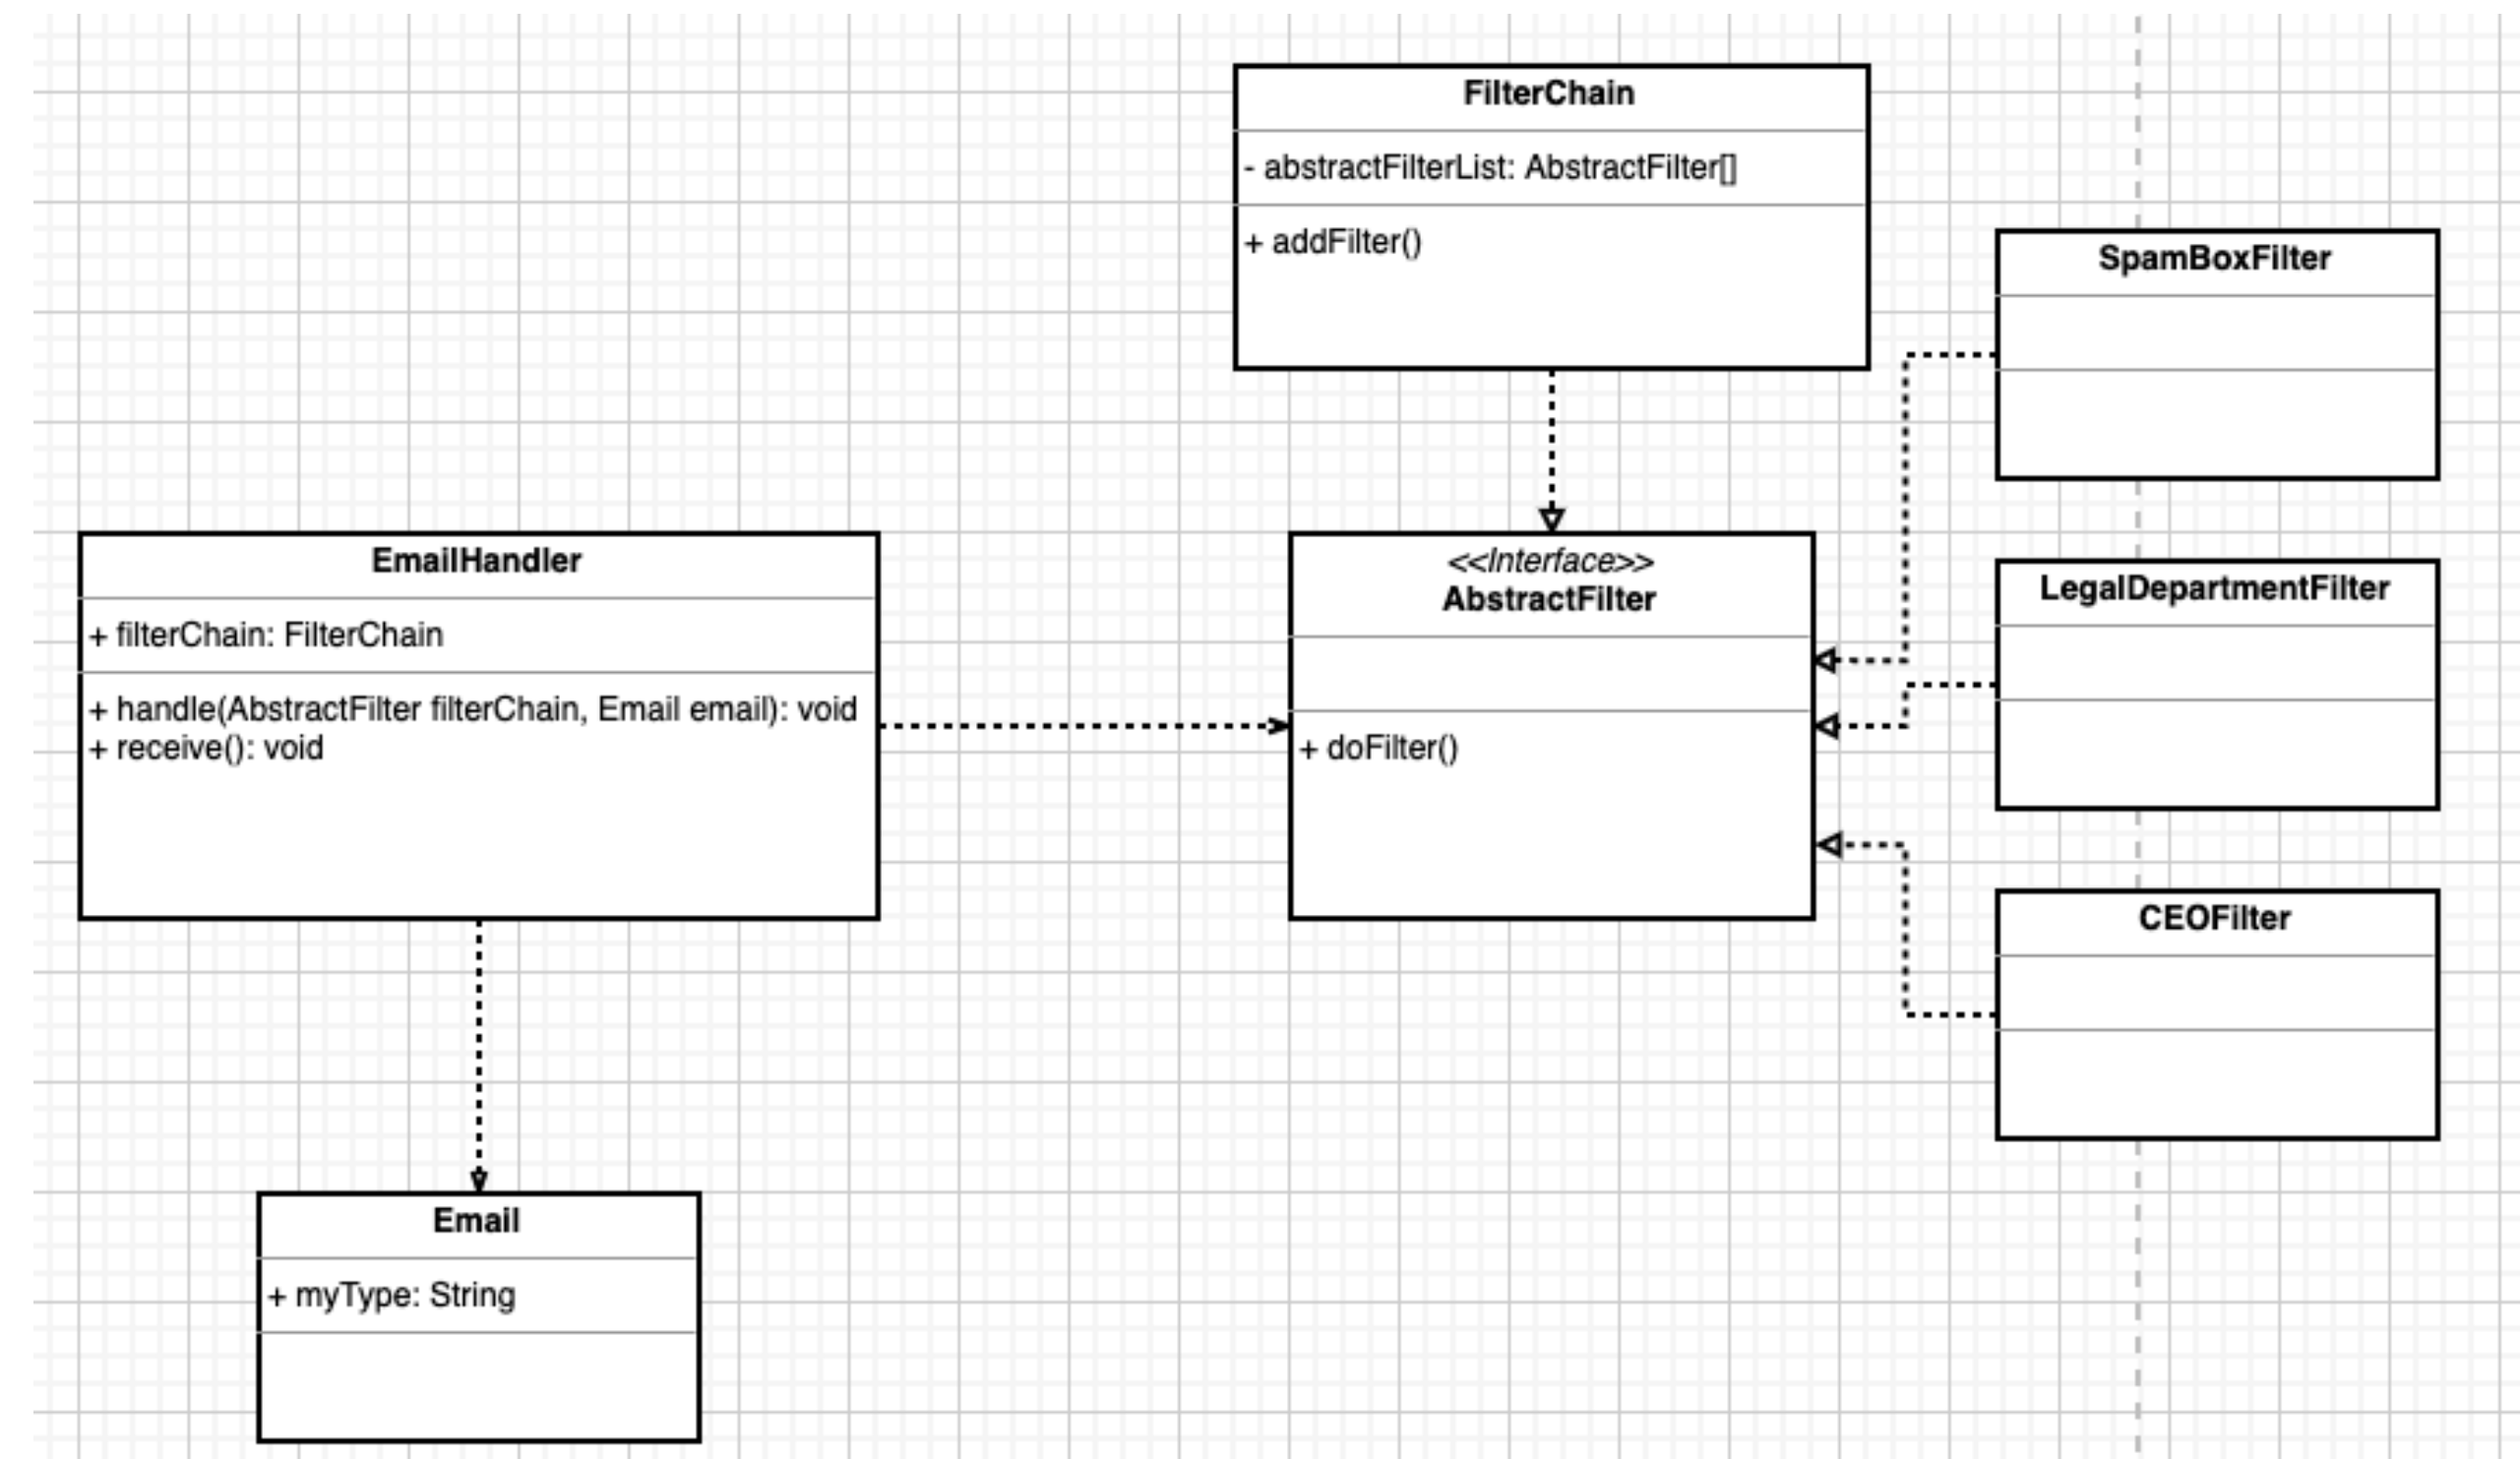 FilterChain
- abstractFilterList: AbstractFilter[]
+ addFilter()
SpamBoxFilter
EmailHandler
+ filterChain: FilterChain
+ handle(AbstractFilter filterChain, Email email): void
+ receive(): void
<<Interface>>
AbstractFilter
+ doFilter()
LegalDepartmentFilter
CEOFilter
Email
+ myType: String